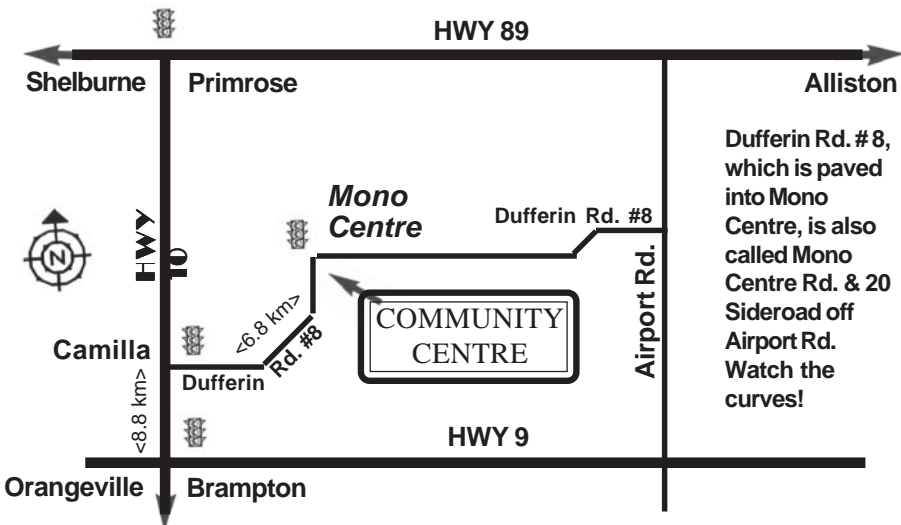 HWY 89
Shelburne
Primrose
Alliston
Dufferin Rd. # 8,
which is paved
into Mono
Centre, is also
called Mono
Centre Rd. & 20
Sideroad off
Airport Rd.
Watch the
curves!
Mono
Centre
Dufferin Rd. #8
N
HWY
10
COMMUNITY
CENTRE
Airport Rd.
<6.8 km>
Rd. #8
Camilla
Dufferin
<8.8 km>
HWY 9
Orangeville
Brampton